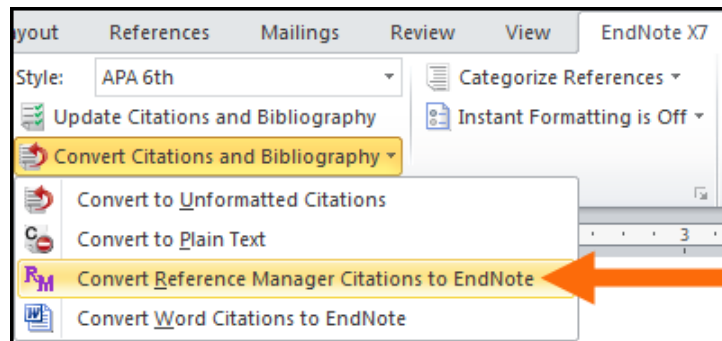 yout References Mailings Review View EndNote X7
Style: APA 6th Categorize References
Update Citations and Bibliography Instant Formatting is Off
Convert Citations and Bibliography
Convert to Unformatted Citations
Convert to Plain Text
3
Convert Reference Manager Citations to EndNote
Convert Word Citations to EndNote